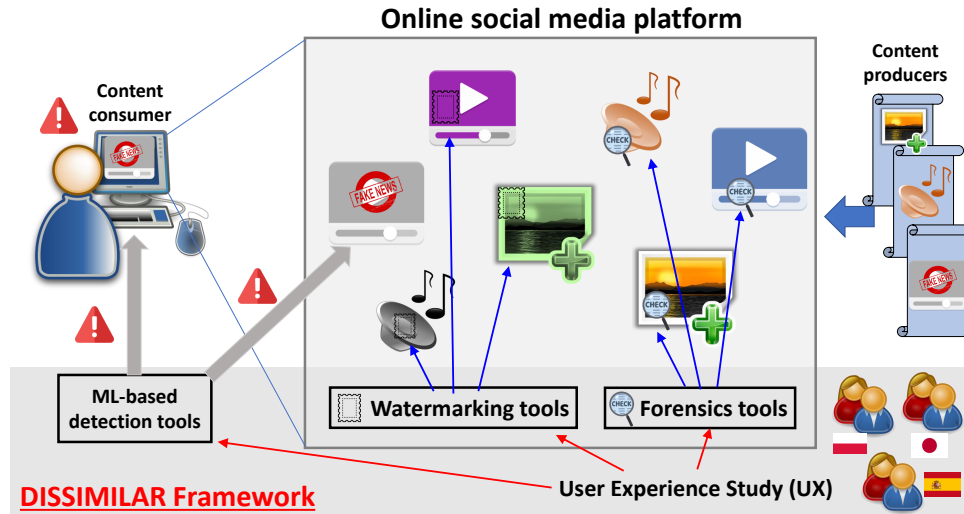 Online social media platform
Content
consumer
Content
producers
FAKE NEWS
FAKE NEWS
CHECK
CHECK
CHECK
FAKE NEWS
ML-based
detection tools
Watermarking tools
CHECK
Forensics tools
User Experience Study (UX)
DISSIMILAR Framework